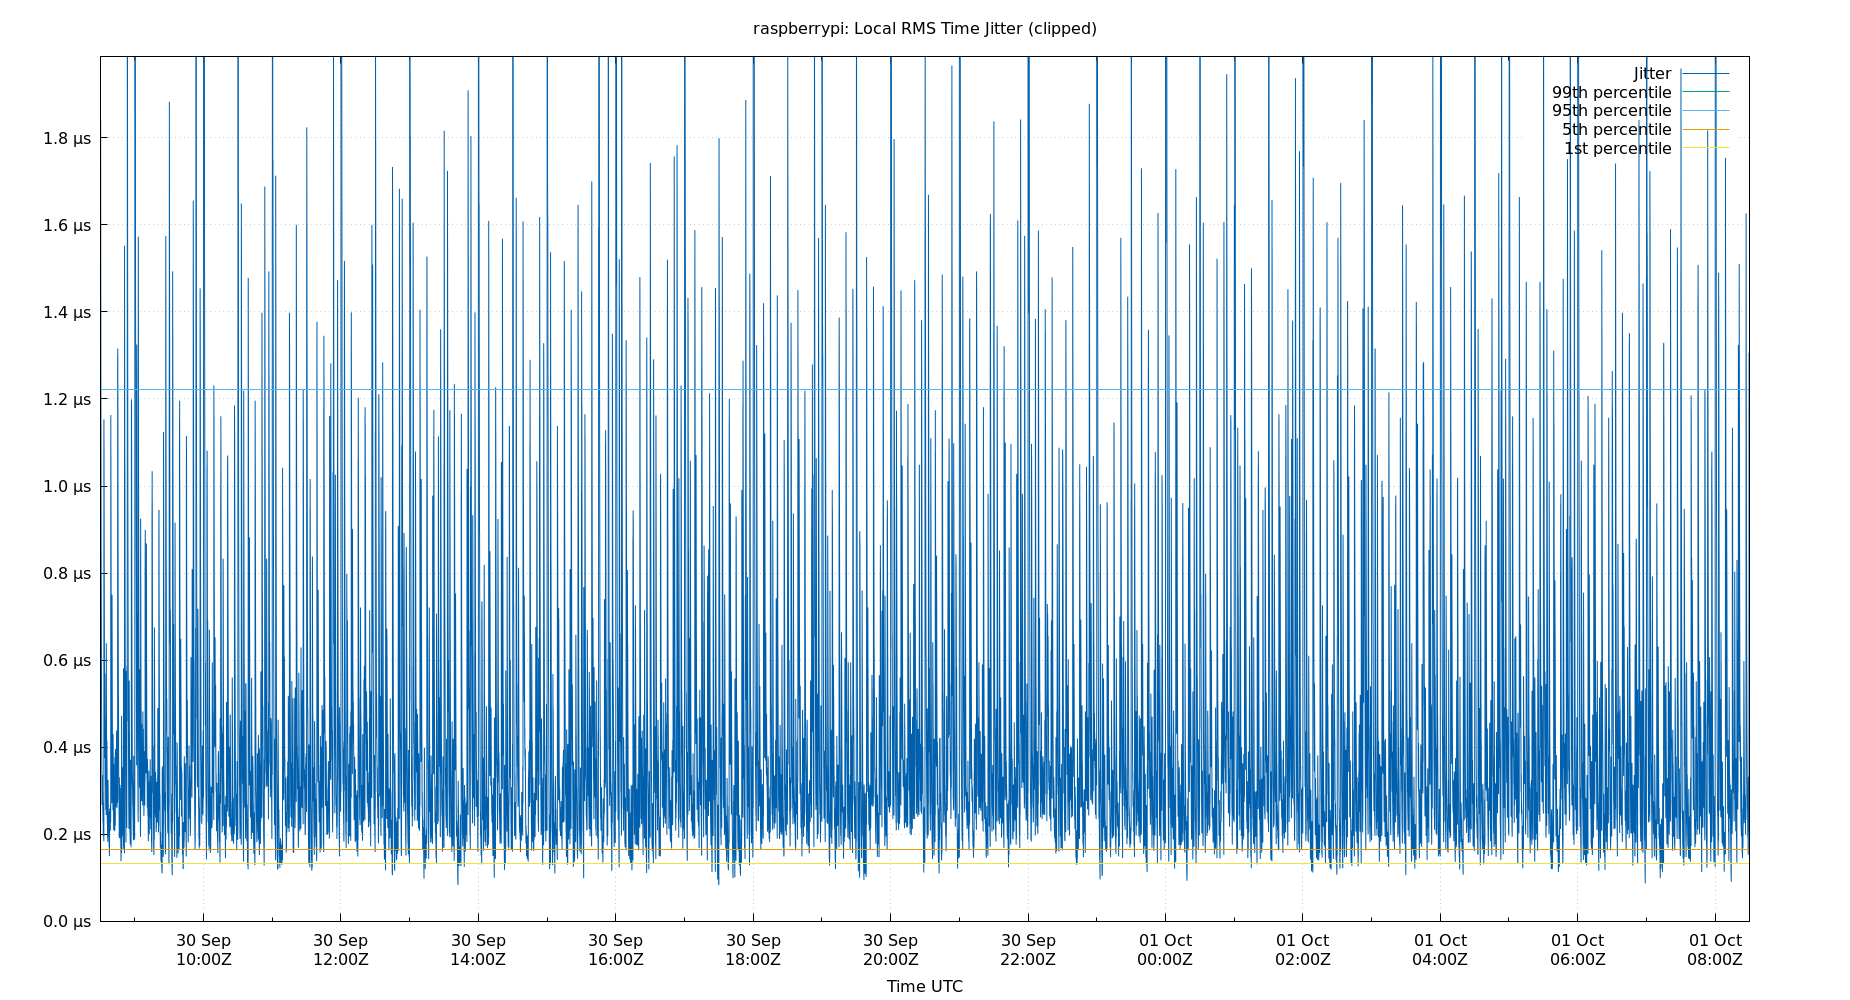 raspberrypi: Local RMS Time Jitter (clipped)
Jitter
99th percentile
95th percentile
5th percentile
1st percentile
1.8 µs
1.6 µs
1.4 µs
1.2 µs
1.0 µs
0.8 µs
0.6 µs
0.4 µs
0.2 µs
0.0 µs
30 Sep 30 Sep 30 Sep 30 Sep 30 Sep 30 Sep 30 Sep 01 Oct 01 Oct 01 Oct 01 Oct 01 Oct
10:00Z 12:00Z 14:00Z 16:00Z 18:00Z 20:00Z 22:00Z 00:00Z 02:00Z 04:00Z 06:00Z 08:00Z
Time UTC